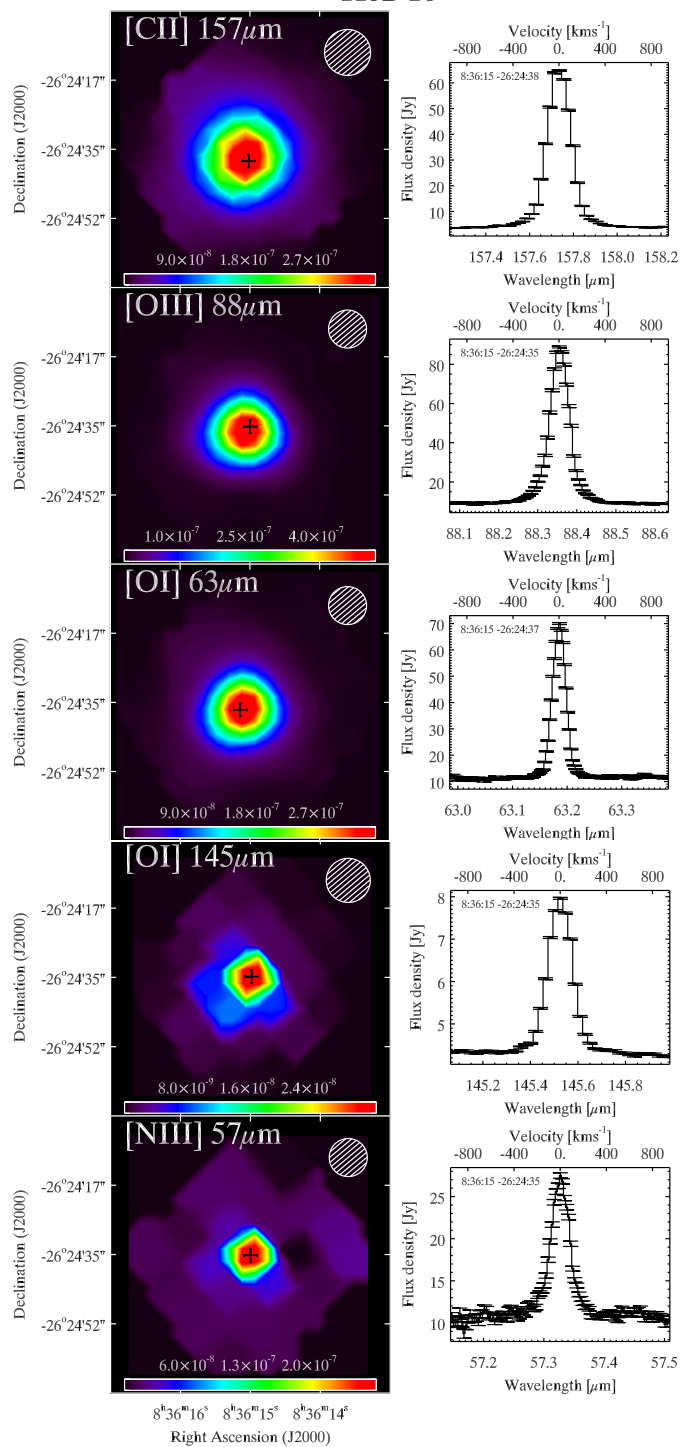 [CII] 157μm
Declination (J2000)
-26°24'17"
-26°24'35"
-26°24'52"
9.0×10⁻⁸ 1.8×10⁻⁷ 2.7×10⁻⁷
Velocity [kms⁻¹]
-800 -400 0. 400 800
8:36:15 -26:24:38
Flux density [Jy]
60
50
40
30
20
10
157.4 157.6 157.8 158.0 158.2
Wavelength [μm]
[OIII] 88μm
Declination (J2000)
-26°24'17"
-26°24'35"
-26°24'52"
1.0×10⁻⁷ 2.5×10⁻⁷ 4.0×10⁻⁷
Velocity [kms⁻¹]
-800 -400 0. 400 800
8:36:15 -26:24:35
Flux density [Jy]
80
60
40
20
88.1 88.2 88.3 88.4 88.5 88.6
Wavelength [μm]
[OI] 63μm
Declination (J2000)
-26°24'17"
-26°24'35"
-26°24'52"
9.0×10⁻⁸ 1.8×10⁻⁷ 2.7×10⁻⁷
Velocity [kms⁻¹]
-800 -400 0. 400 800
8:36:15 -26:24:37
Flux density [Jy]
70
60
50
40
30
20
10
63.0 63.1 63.2 63.3
Wavelength [μm]
[OI] 145μm
Declination (J2000)
-26°24'17"
-26°24'35"
-26°24'52"
8.0×10⁻⁹ 1.6×10⁻⁸ 2.4×10⁻⁸
Velocity [kms⁻¹]
-800 -400 0. 400 800
8:36:15 -26:24:35
Flux density [Jy]
8
7
6
5
4
145.2 145.4 145.6 145.8
Wavelength [μm]
[NIII] 57μm
Declination (J2000)
-26°24'17"
-26°24'35"
-26°24'52"
6.0×10⁻⁸ 1.3×10⁻⁷ 2.0×10⁻⁷
Velocity [kms⁻¹]
-800 -400 0. 400 800
8:36:15 -26:24:35
Flux density [Jy]
25
20
15
10
57.2 57.3 57.4 57.5
Wavelength [μm]
8ʰ36ᵐ16ˢ 8ʰ36ᵐ15ˢ 8ʰ36ᵐ14ˢ
Right Ascension (J2000)